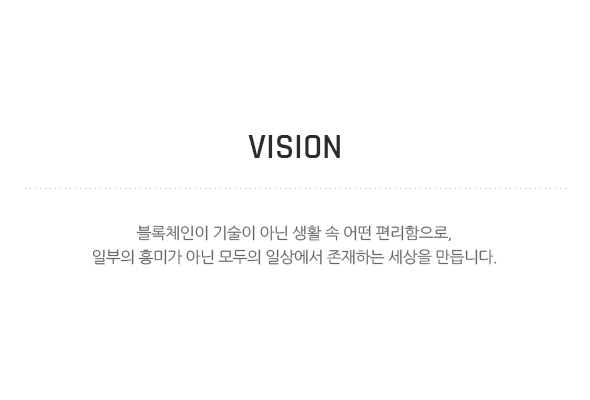 VISION
블록체인이 기술이 아닌 생활 속 어떤 편리함으로,
일부의 흥미가 아닌 모두의 일상에서 존재하는 세상을 만듭니다.